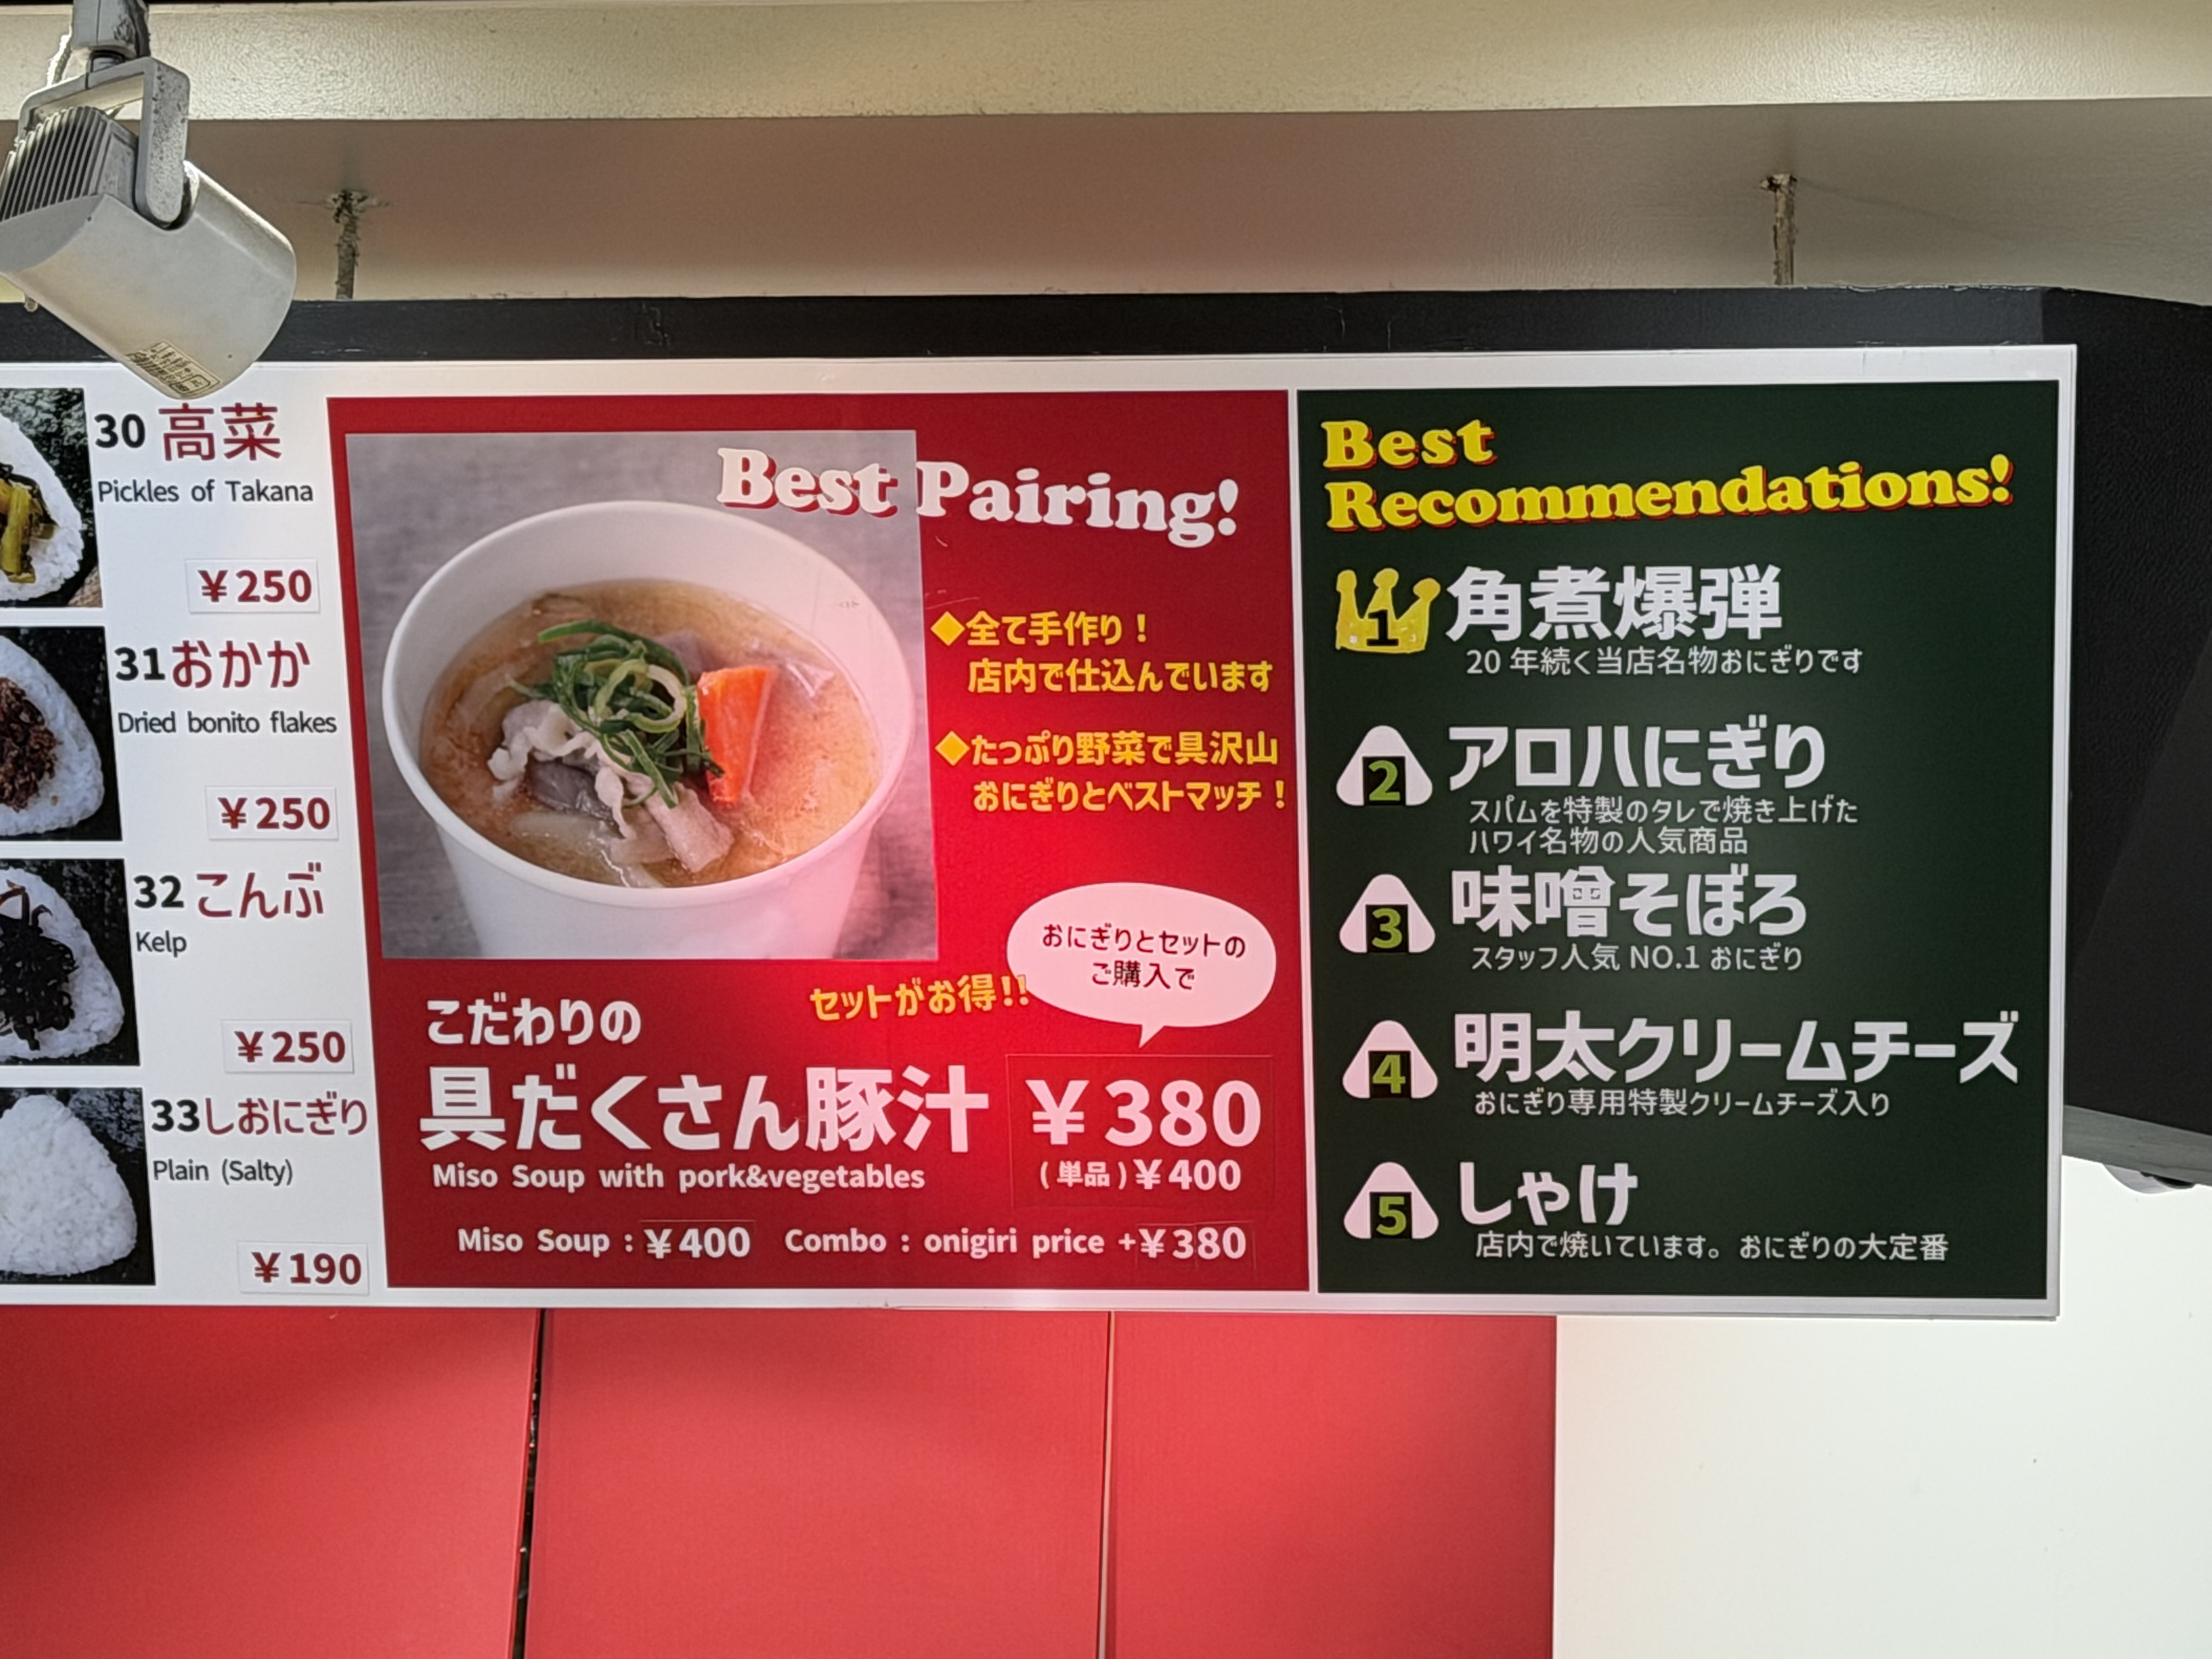 30 高菜
Pickles of Takana
￥250
31おかか
Dried bonito flakes
￥250
32 こんぶ
Kelp
￥250
33しおにぎり
Plain (Salty)
￥190
Best Pairing!
◆全て手作り！
店内で仕込んでいます
◆たっぷり野菜で具沢山
おにぎりとベストマッチ！
おにぎりとセットの
ご購入で
セットがお得!!
こだわりの
具だくさん豚汁
￥380
Miso Soup with pork&vegetables
(単品)￥400
Miso Soup : ￥400 Combo : onigiri price +￥380
Best
Recommendations!
1 角煮爆弾
20 年続く当店名物おにぎりです
2 アロハにぎり
スパムを特製のタレで焼き上げた
ハワイ名物の人気商品
3 味噌そぼろ
スタッフ人気 NO.1 おにぎり
4 明太クリームチーズ
おにぎり専用特製クリームチーズ入り
5 しゃけ
店内で焼いています。おにぎりの大定番